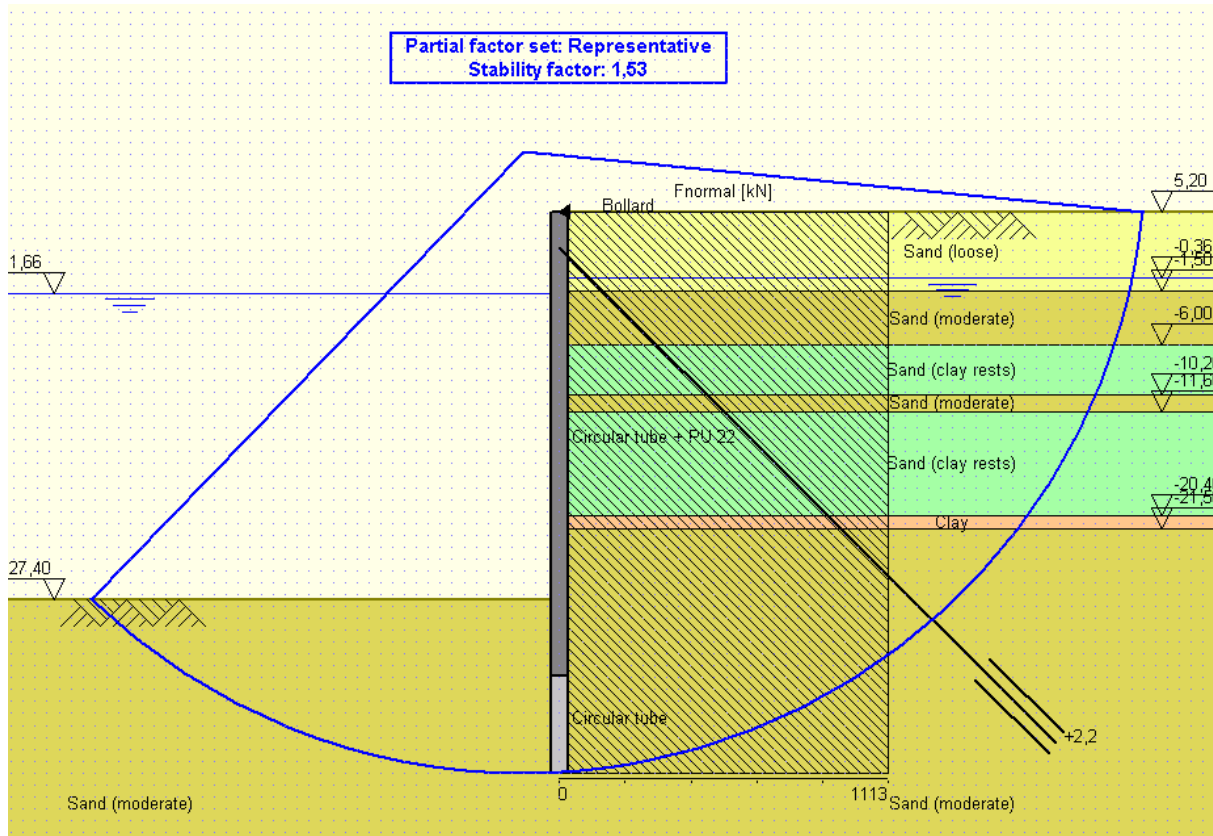 Partial factor set: Representative
Stability factor: 1,53
Fnormal [kN]
Bollard
5,20
Sand (loose)
-0,36
1,66
-1,50
Sand (moderate)
-6,00
Sand (clay rests)
-10,2
-11,6
Sand (moderate)
Circular tube + PU 22
Sand (clay rests)
-20,4
-21,5
Clay
27,40
Circular tube
+2,2
0
1113
Sand (moderate)
Sand (moderate)